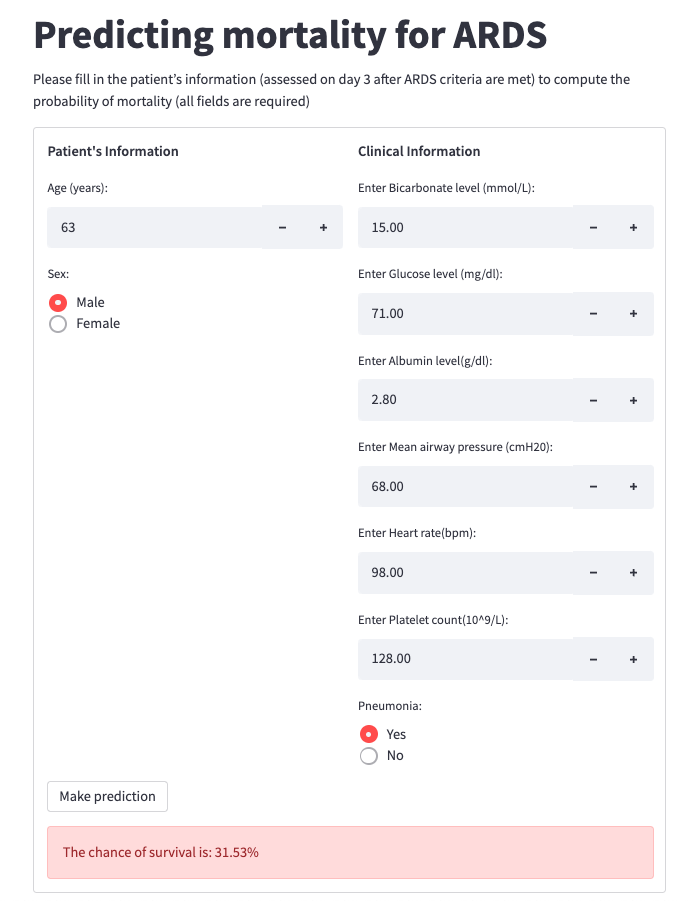 Predicting mortality for ARDS
Please fill in the patient's information (assessed on day 3 after ARDS criteria are met) to compute the
probability of mortality (all fields are required)
Patient's Information
Age (years):
63
− +
Sex:
Male
Female
Clinical Information
Enter Bicarbonate level (mmol/L):
15.00
− +
Enter Glucose level (mg/dl):
71.00
− +
Enter Albumin level(g/dl):
2.80
− +
Enter Mean airway pressure (cmH20):
68.00
− +
Enter Heart rate(bpm):
98.00
− +
Enter Platelet count(10^9/L):
128.00
− +
Pneumonia:
Yes
No
Make prediction
The chance of survival is: 31.53%